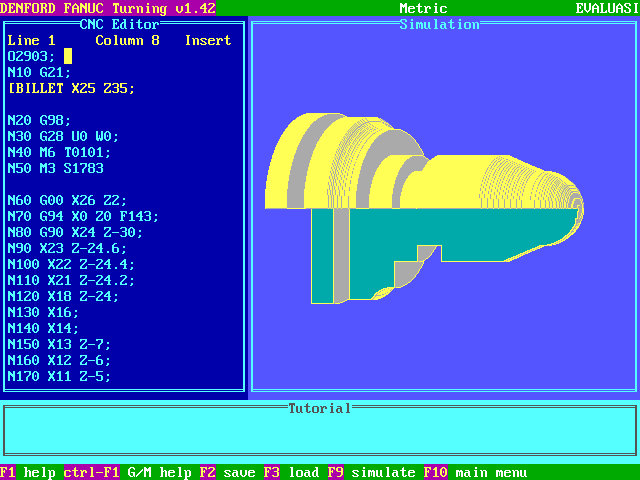 DENFORD FANUC Turning v1.42 Metric EVALUASI
CNC Editor
Line 1 Column 8 Insert
O2903;
N10 G21;
[BILLET X25 Z35;
N20 G98;
N30 G28 U0 W0;
N40 M6 T0101;
N50 M3 S1783
N60 G00 X26 Z2;
N70 G94 X0 Z0 F143;
N80 G90 X24 Z-30;
N90 X23 Z-24.6;
N100 X22 Z-24.4;
N110 X21 Z-24.2;
N120 X18 Z-24;
N130 X16;
N140 X14;
N150 X13 Z-7;
N160 X12 Z-6;
N170 X11 Z-5;
Simulation
Tutorial
F1 help ctrl-F1 G/M help F2 save F3 load F9 simulate F10 main menu